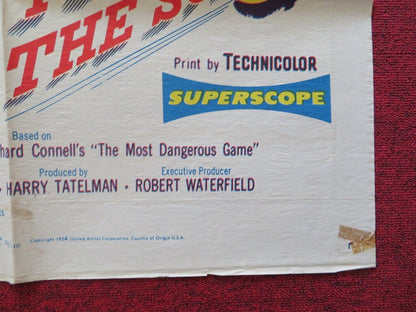 THE
Print by TECHNICOLOR
SUPERSCOPE
Based on
hard Connell's "The Most Dangerous Game"
Produced by
Executive Producer
HARRY TATELMAN · ROBERT WATERFIELD
Copyright 1956 United Artists Corporation. Country of Origin U.S.A.